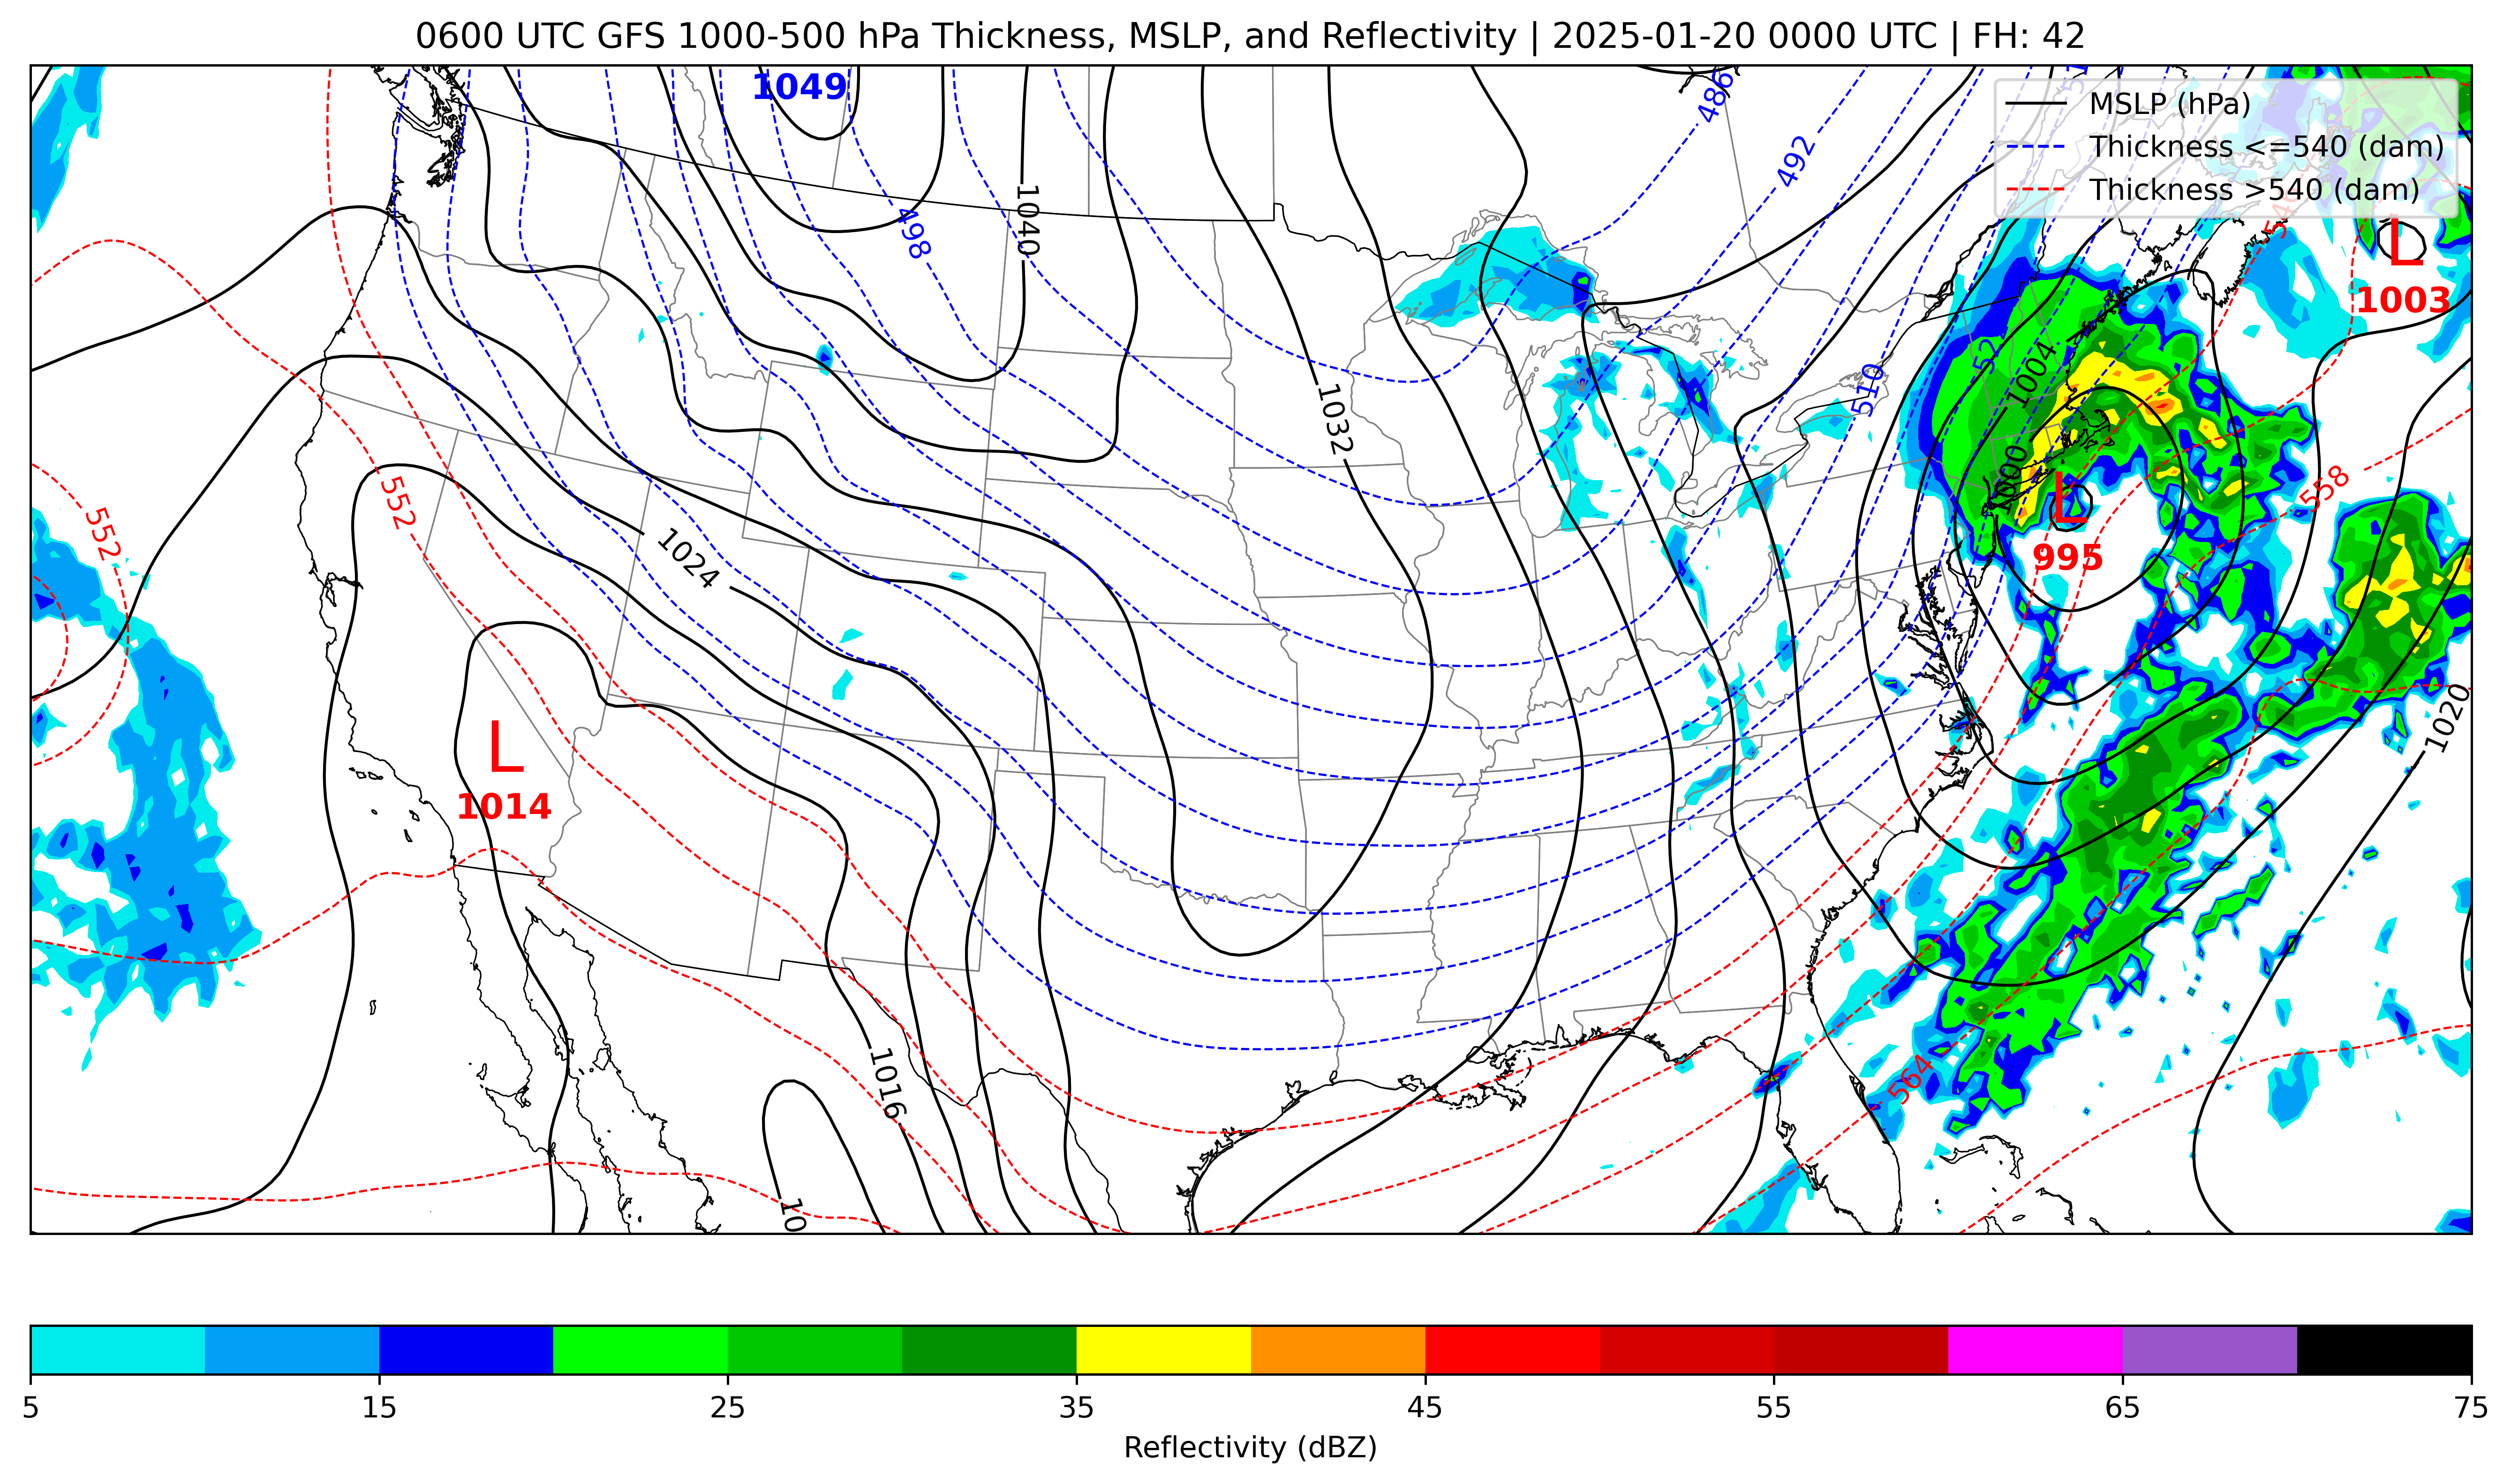 0600 UTC GFS 1000-500 hPa Thickness, MSLP, and Reflectivity | 2025-01-20 0000 UTC | FH: 42
1049
486
MSLP (hPa)
Thickness <=540 (dam)
Thickness >540 (dam)
492
1040
498
546
L
1003
1032
510
1004
552
552
1000
L
995
558
1024
L
1014
1020
1016
564
10
5 15 25 35 45 55 65 75
Reflectivity (dBZ)